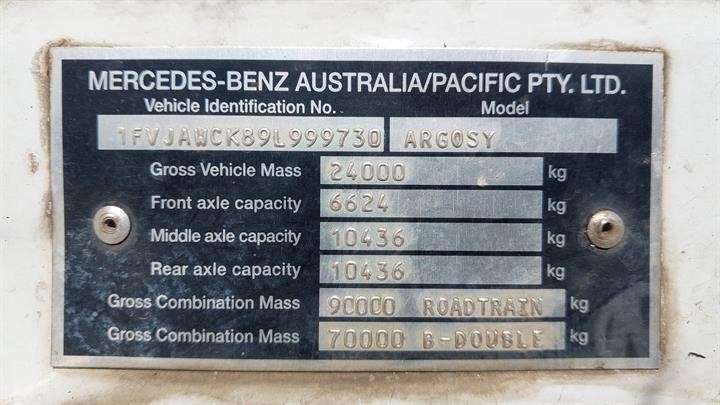 MERCEDES-BENZ AUSTRALIA/PACIFIC PTY. LTD.
Vehicle Identification No. Model
1FVJAWCK89L999730 ARGOSY
Gross Vehicle Mass 24000 kg
Front axle capacity 6624 kg
Middle axle capacity 10436 kg
Rear axle capacity 10436 kg
Gross Combination Mass 90000 ROADTRAIN kg
Gross Combination Mass 70000 B-DOUBLE kg